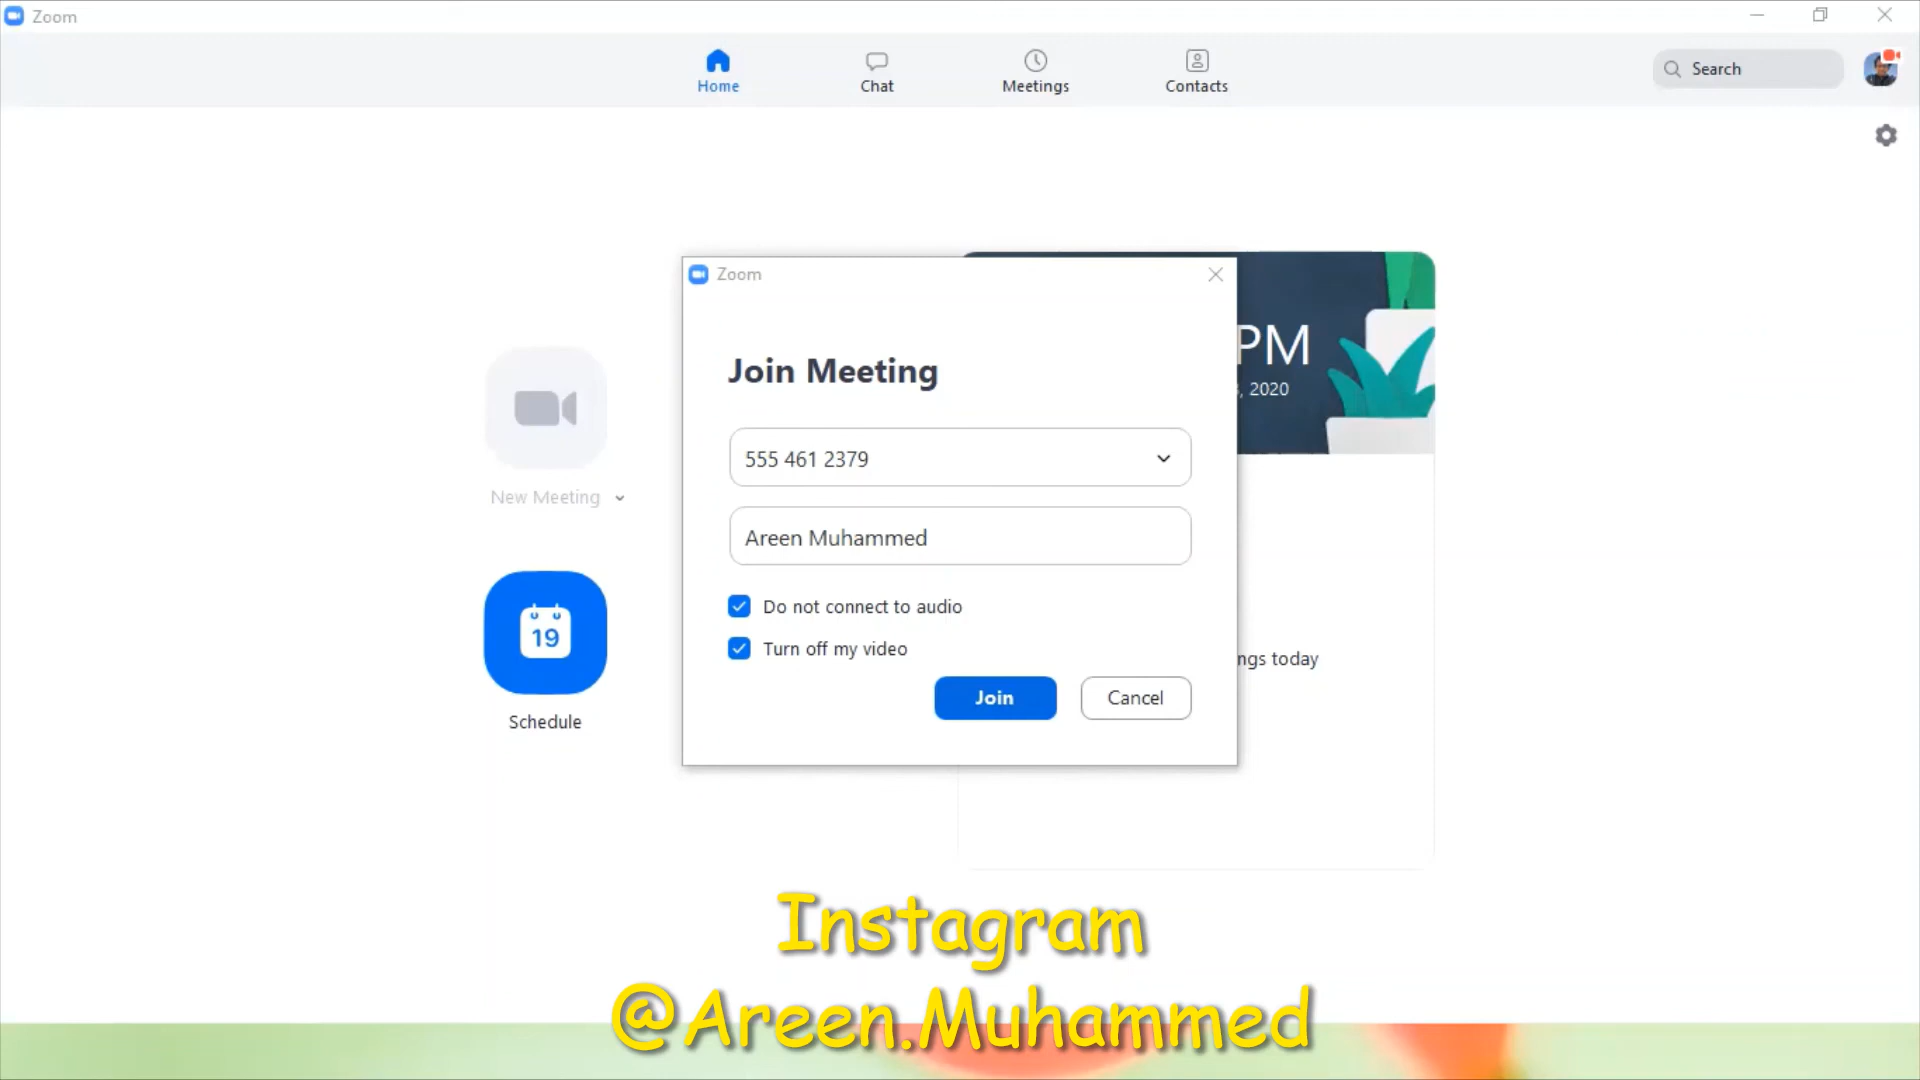 Zoom
Home
Chat
Meetings
Contacts
Search
Zoom
PM
, 2020
Join Meeting
555 461 2379
New Meeting
Areen Muhammed
Do not connect to audio
19
Turn off my video
ngs today
Join
Cancel
Schedule
Instagram
@Areen.Muhammed